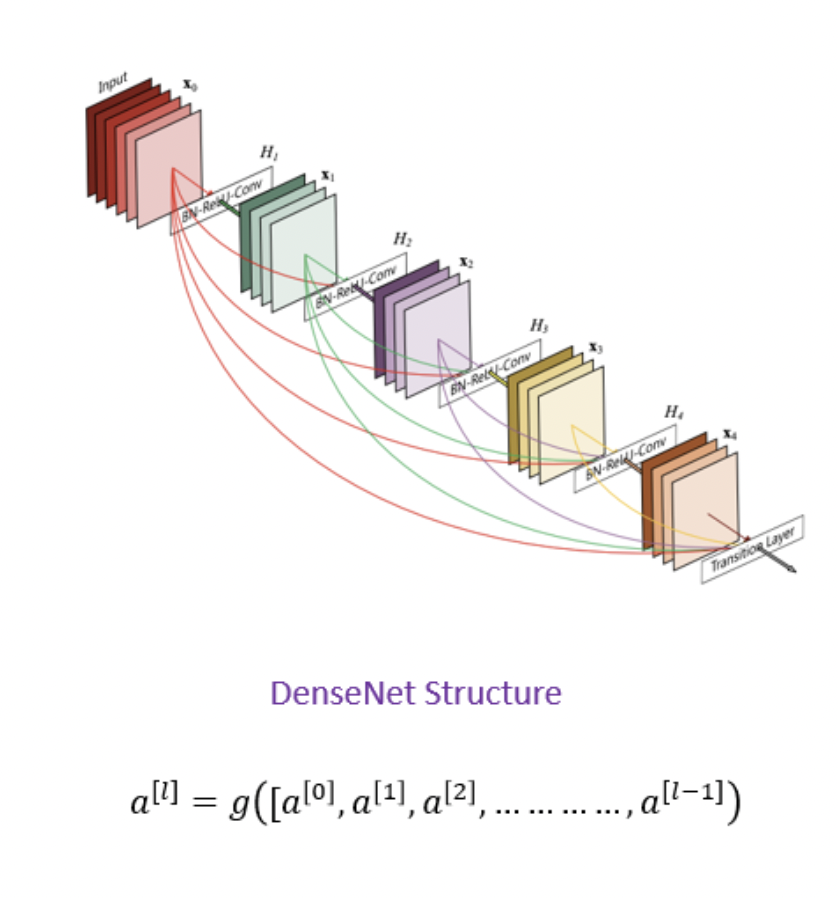 Input
x₀
H₁
BN-ReLU-Conv
x₁
H₂
BN-ReLU-Conv
x₂
H₃
BN-ReLU-Conv
x₃
H₄
BN-ReLU-Conv
x₄
Transition Layer
DenseNet Structure
a^[l] = g([a^[0], a^[1], a^[2], … … … …, a^[l−1])